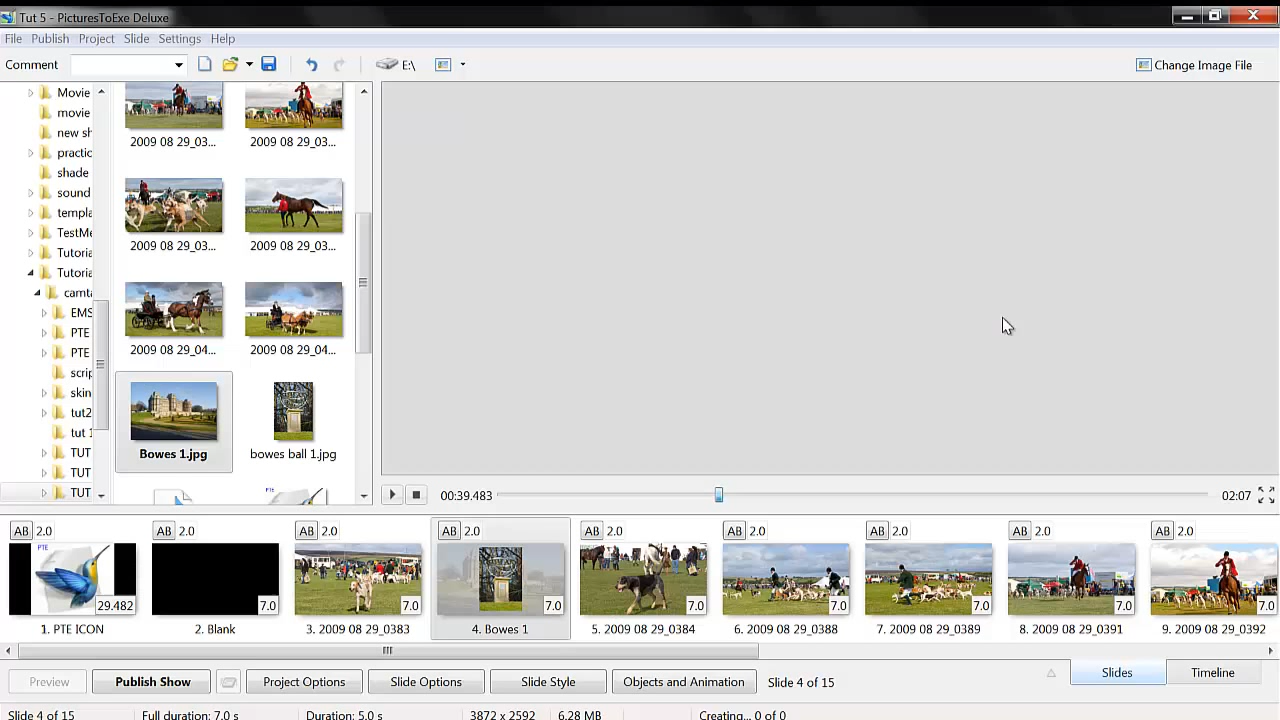 Tut 5 - PicturesToExe Deluxe
File Publish Project Slide Settings Help
Comment E:\ Change Image File
Movie
movie
new sh
practic
shade
sound
templa
TestMe
Tutoria
Tutoria
camta
EMS
PTE
PTE
scrip
skin
tut2
tut 1
TUT
TUT
TUT
2009 08 29_03... 2009 08 29_03...
2009 08 29_03... 2009 08 29_03...
2009 08 29_04... 2009 08 29_04...
Bowes 1.jpg bowes ball 1.jpg
PTE
00:39.483 02:07
AB 2.0 AB 2.0 AB 2.0 AB 2.0 AB 2.0 AB 2.0 AB 2.0 AB 2.0 AB 2.0
PTE
29.482 7.0 7.0 7.0 7.0 7.0 7.0 7.0 7.0
1. PTE ICON 2. Blank 3. 2009 08 29_0383 4. Bowes 1 5. 2009 08 29_0384 6. 2009 08 29_0388 7. 2009 08 29_0389 8. 2009 08 29_0391 9. 2009 08 29_0392
Preview Publish Show Project Options Slide Options Slide Style Objects and Animation Slide 4 of 15 Slides Timeline
Slide 4 of 15 Full duration: 7.0 s Duration: 5.0 s 3872 x 2592 6.28 MB Creating... 0 of 0